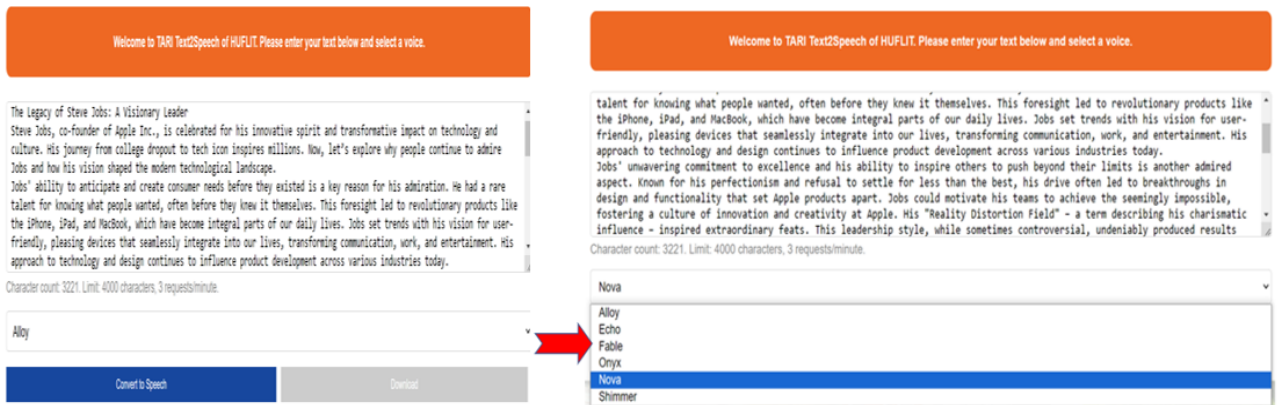 Welcome to TARI Text2Speech of HUFLIT. Please enter your text below and select a voice.
The Legacy of Steve Jobs: A Visionary Leader
Steve Jobs, co-founder of Apple Inc., is celebrated for his innovative spirit and transformative impact on technology and
culture. His journey from college dropout to tech icon inspires millions. Now, let's explore why people continue to admire
Jobs and how his vision shaped the modern technological landscape.
Jobs' ability to anticipate and create consumer needs before they existed is a key reason for his admiration. He had a rare
talent for knowing what people wanted, often before they knew it themselves. This foresight led to revolutionary products like
the iPhone, iPad, and MacBook, which have become integral parts of our daily lives. Jobs set trends with his vision for user-
friendly, pleasing devices that seamlessly integrate into our lives, transforming communication, work, and entertainment. His
approach to technology and design continues to influence product development across various industries today.
Character count: 3221. Limit: 4000 characters, 3 requests/minute.
Alloy
Convert to Speech
Download
Welcome to TARI Text2Speech of HUFLIT. Please enter your text below and select a voice.
talent for knowing what people wanted, often before they knew it themselves. This foresight led to revolutionary products like
the iPhone, iPad, and MacBook, which have become integral parts of our daily lives. Jobs set trends with his vision for user-
friendly, pleasing devices that seamlessly integrate into our lives, transforming communication, work, and entertainment. His
approach to technology and design continues to influence product development across various industries today.
Jobs' unwavering commitment to excellence and his ability to inspire others to push beyond their limits is another admired
aspect. Known for his perfectionism and refusal to settle for less than the best, his drive often led to breakthroughs in
design and functionality that set Apple products apart. Jobs could motivate his teams to achieve the seemingly impossible,
fostering a culture of innovation and creativity at Apple. His "Reality Distortion Field" – a term describing his charismatic
influence – inspired extraordinary feats. This leadership style, while sometimes controversial, undeniably produced results
Character count: 3221. Limit: 4000 characters, 3 requests/minute.
Nova
Alloy
Echo
Fable
Onyx
Nova
Shimmer